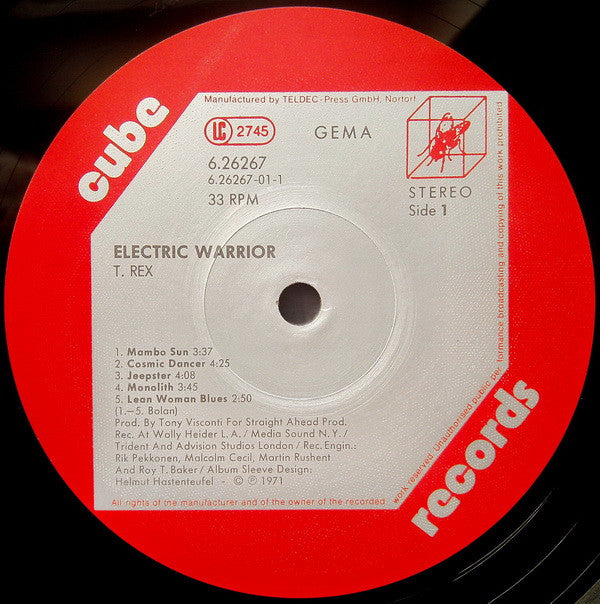 cube
Manufactured by TELDEC - Press GmbH, Nortorf
LC 2745
GEMA
6.26267
6.26267-01-1
33 RPM
STEREO
Side 1
ELECTRIC WARRIOR
T. REX
1. Mambo Sun 3:37
2. Cosmic Dancer 4:25
3. Jeepster 4:08
4. Monolith 3:45
5. Lean Woman Blues 2:50
(1.–5. Bolan)
Prod. By Tony Visconti For Straight Ahead Prod.
Rec. At Wally Heider L.A. / Media Sound N.Y. /
Trident And Advision Studios London / Rec. Engin.:
Rik Pekkonen, Malcolm Cecil, Martin Rushent
And Roy T. Baker / Album Sleeve Design:
Helmut Hastenteufel - © ℗ 1971
All rights of the manufacturer and of the owner of the recorded
work reserved. Unauthorised public per
formance broadcasting and copying of this work prohibited.
records